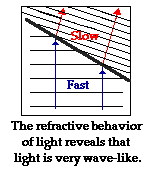 Slow
Fast
The refractive behavior
of light reveals that
light is very wave-like.